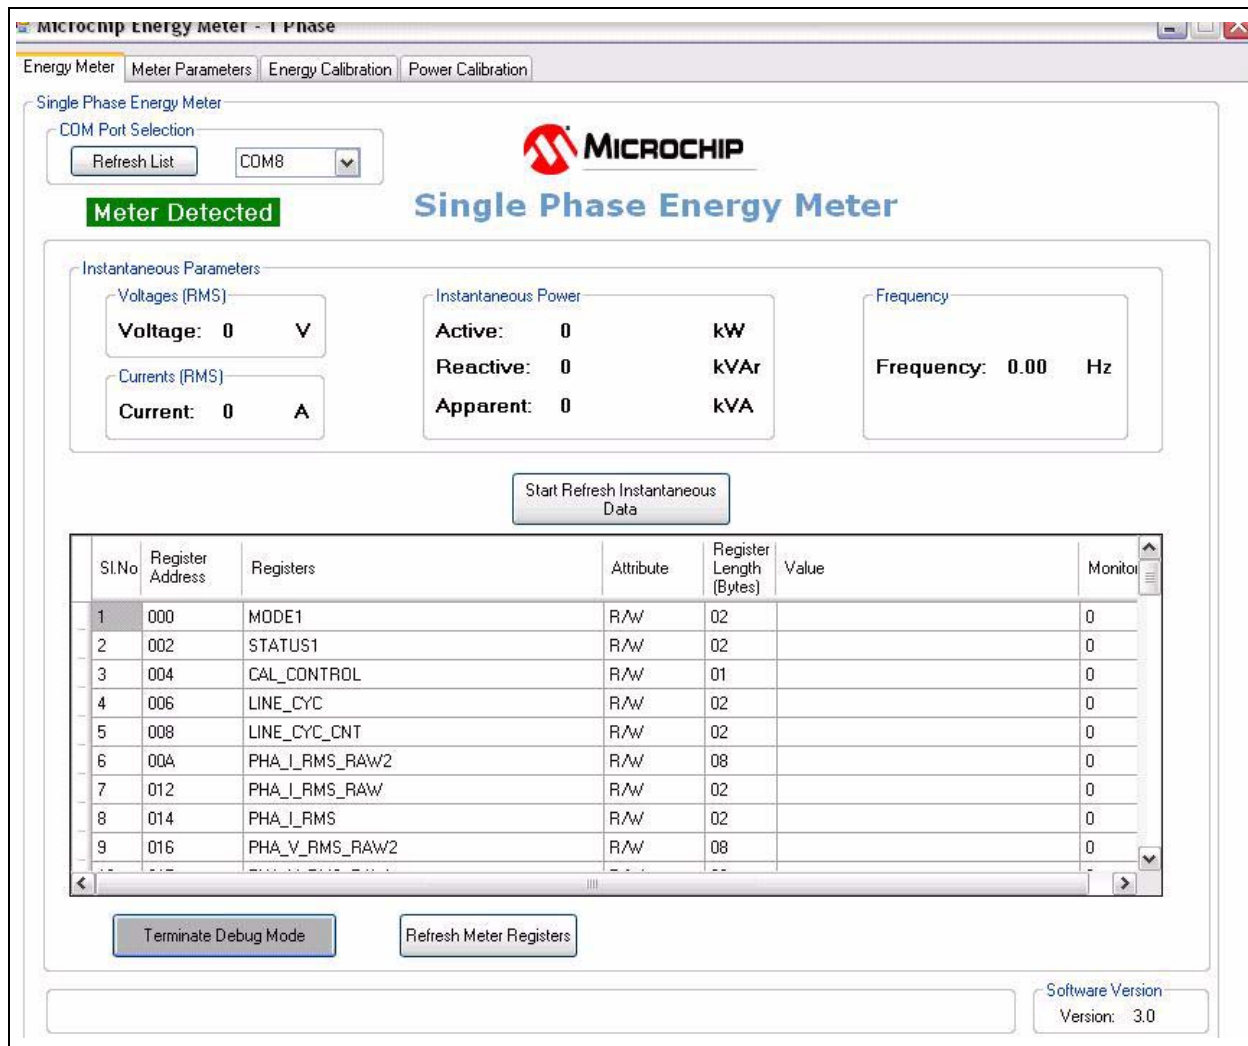 Microchip Energy Meter - 1 Phase
Energy Meter Meter Parameters Energy Calibration Power Calibration
Single Phase Energy Meter
COM Port Selection
Refresh List COM8
MICROCHIP
Meter Detected
Single Phase Energy Meter
Instantaneous Parameters
Voltages (RMS) Instantaneous Power Frequency
Voltage: 0 V Active: 0 kW
Reactive: 0 kVAr Frequency: 0.00 Hz
Currents (RMS)
Current: 0 A Apparent: 0 kVA
Start Refresh Instantaneous
Data
Sl.No Register Address Registers Attribute Register Length (Bytes) Value Monitor
1 000 MODE1 R/W 02 0
2 002 STATUS1 R/W 02 0
3 004 CAL_CONTROL R/W 01 0
4 006 LINE_CYC R/W 02 0
5 008 LINE_CYC_CNT R/W 02 0
6 00A PHA_I_RMS_RAW2 R/W 08 0
7 012 PHA_I_RMS_RAW R/W 02 0
8 014 PHA_I_RMS R/W 02 0
9 016 PHA_V_RMS_RAW2 R/W 08 0
Terminate Debug Mode Refresh Meter Registers
Software Version
Version: 3.0